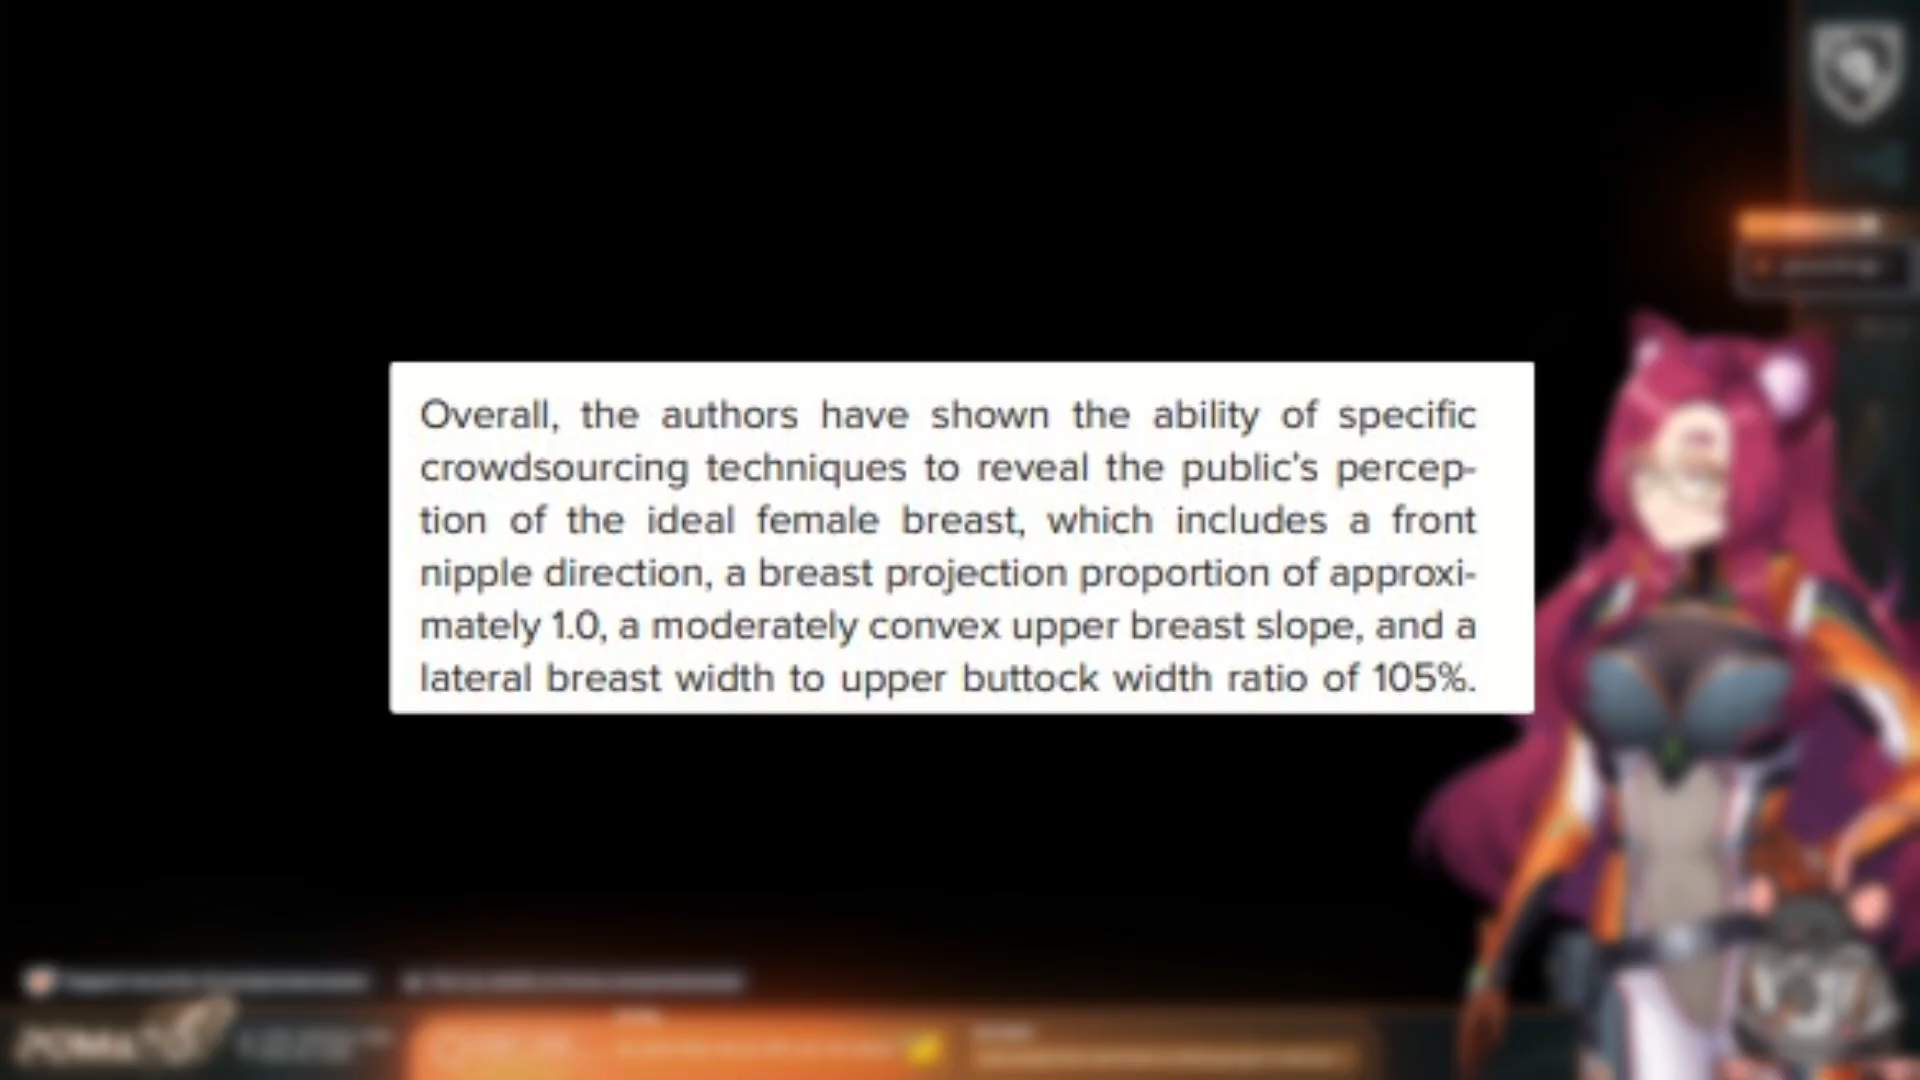 Overall, the authors have shown the ability of specific
crowdsourcing techniques to reveal the public's percep-
tion of the ideal female breast, which includes a front
nipple direction, a breast projection proportion of approxi-
mately 1.0, a moderately convex upper breast slope, and a
lateral breast width to upper buttock width ratio of 105%.